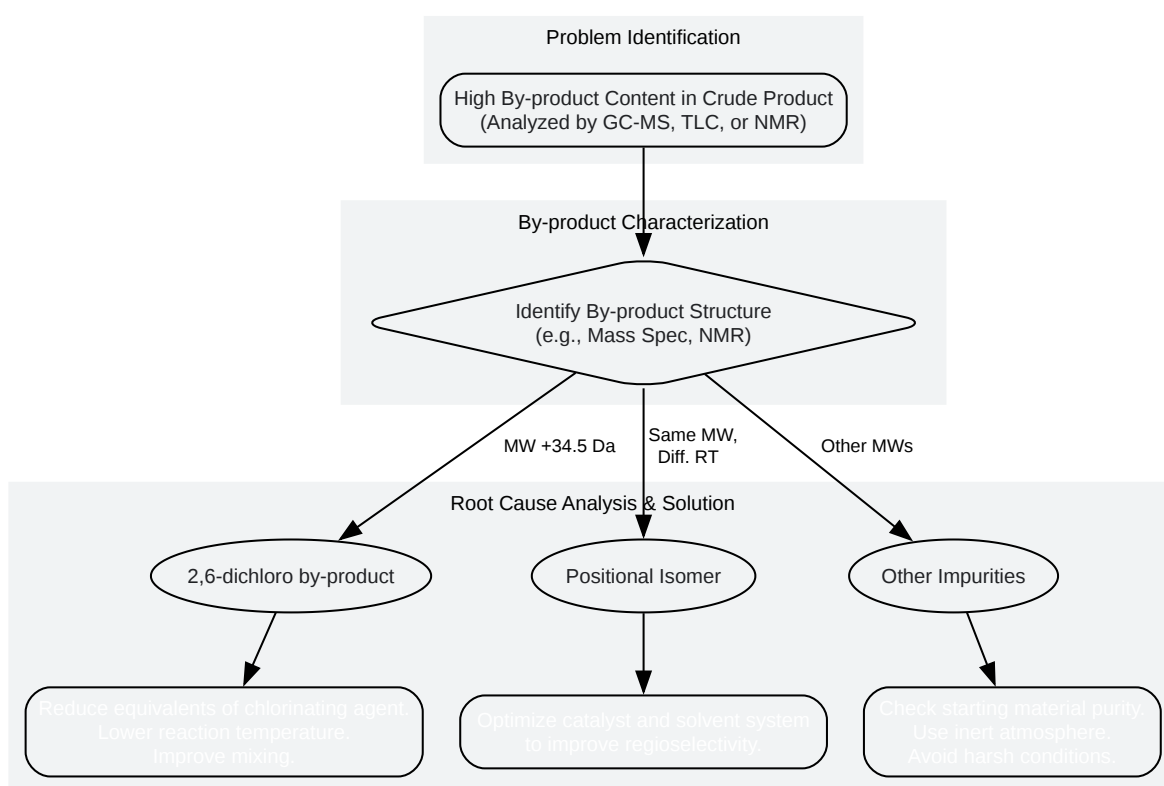 Problem Identification
High By-product Content in Crude Product
(Analyzed by GC-MS, TLC, or NMR)
By-product Characterization
Identify By-product Structure
(e.g., Mass Spec, NMR)
MW +34.5 Da
Same MW,
Diff. RT
Other MWs
Root Cause Analysis & Solution
2,6-dichloro by-product
Positional Isomer
Other Impurities
Reduce equivalents of chlorinating agent.
Lower reaction temperature.
Improve mixing.
Optimize catalyst and solvent system
to improve regioselectivity.
Check starting material purity.
Use inert atmosphere.
Avoid harsh conditions.